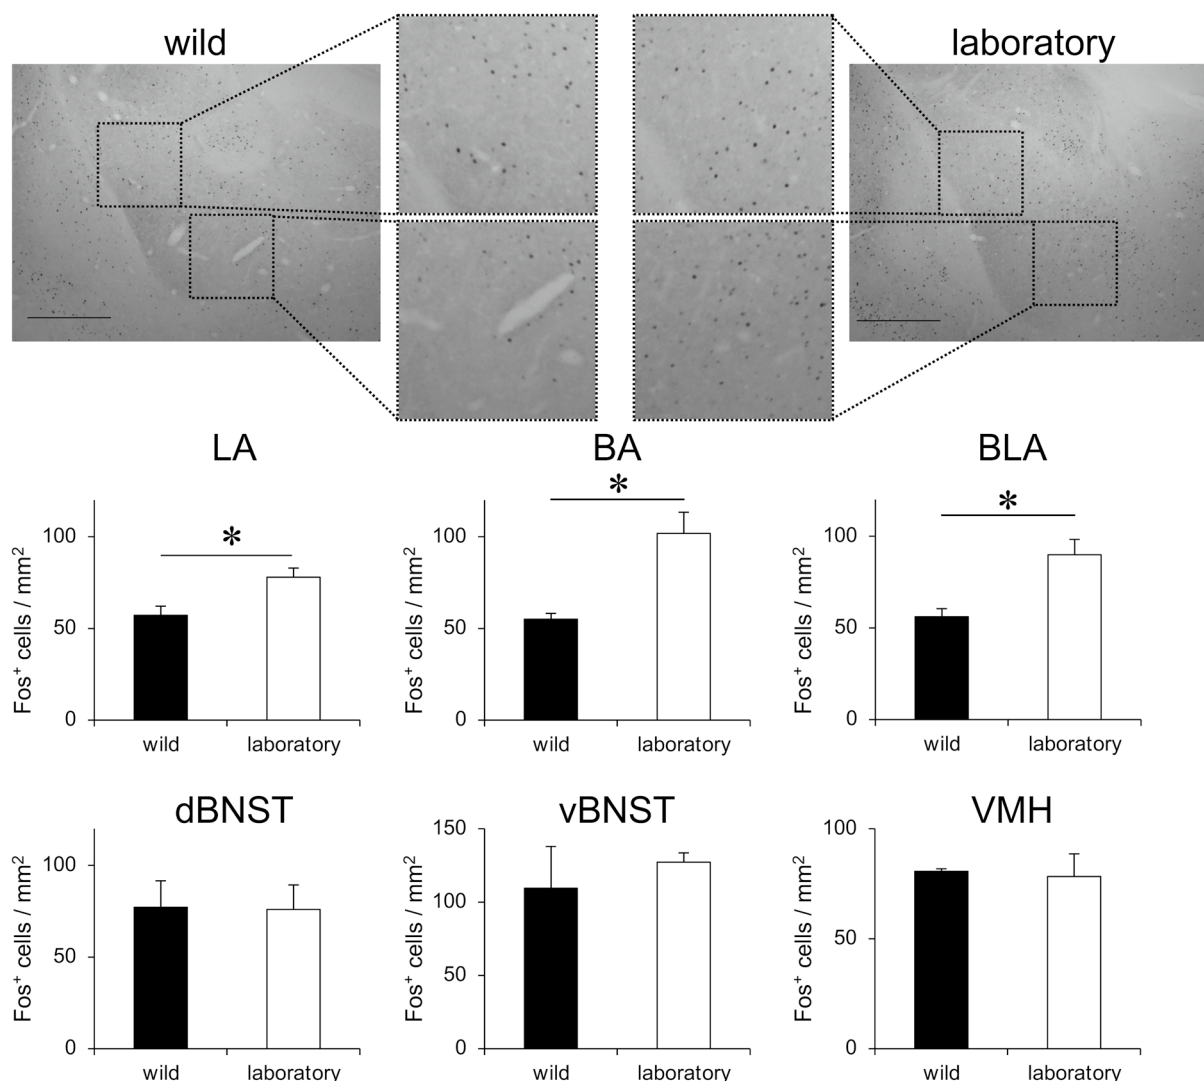 wild laboratory
LA BA BLA
Fos⁺ cells / mm² 100 50 0 * wild laboratory
Fos⁺ cells / mm² 100 50 0 * wild laboratory
Fos⁺ cells / mm² 100 50 0 * wild laboratory
dBNST vBNST VMH
Fos⁺ cells / mm² 100 50 0 wild laboratory
Fos⁺ cells / mm² 150 100 50 0 wild laboratory
Fos⁺ cells / mm² 100 50 0 wild laboratory